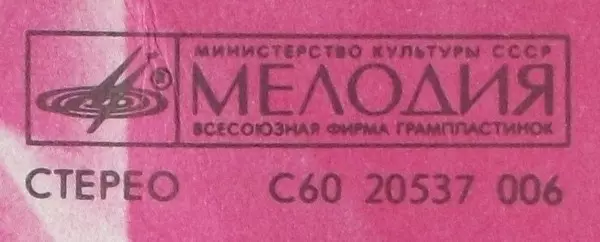 МИНИСТЕРСТВО КУЛЬТУРЫ СССР
® МЕЛОДИЯ
ВСЕСОЮЗНАЯ ФИРМА ГРАМПЛАСТИНОК
СТЕРЕО С60 20537 006